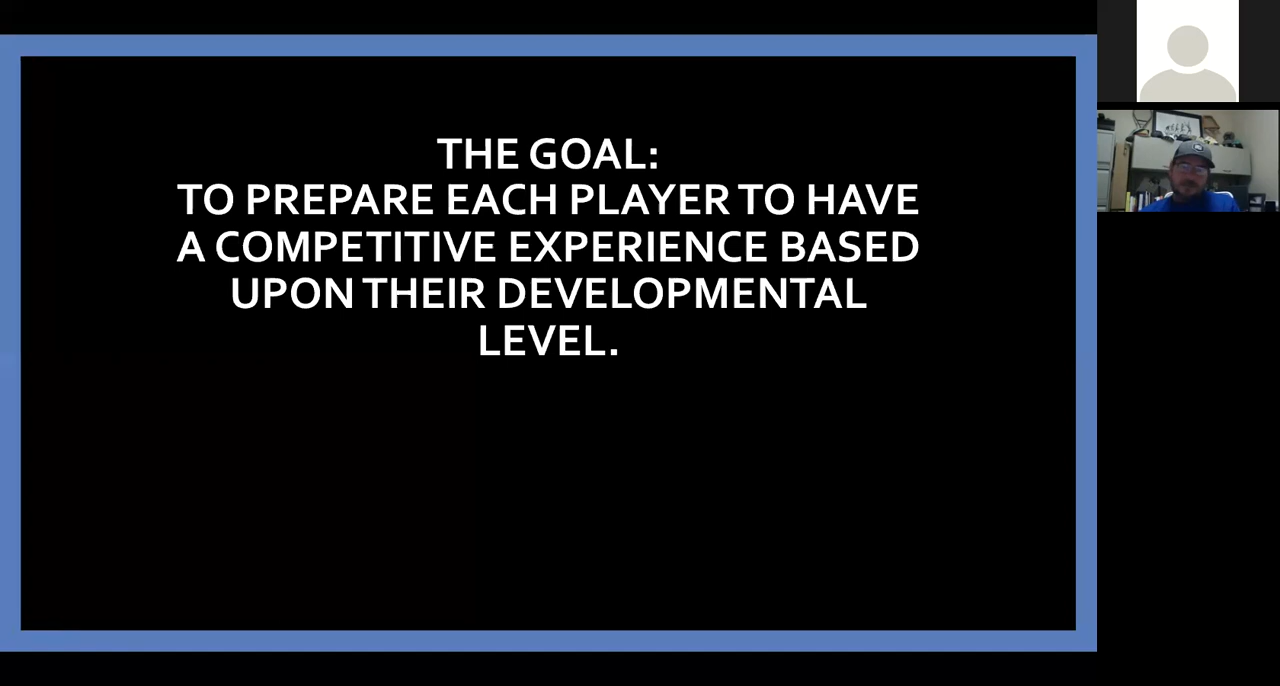 THE GOAL:
TO PREPARE EACH PLAYER TO HAVE
A COMPETITIVE EXPERIENCE BASED
UPON THEIR DEVELOPMENTAL
LEVEL.